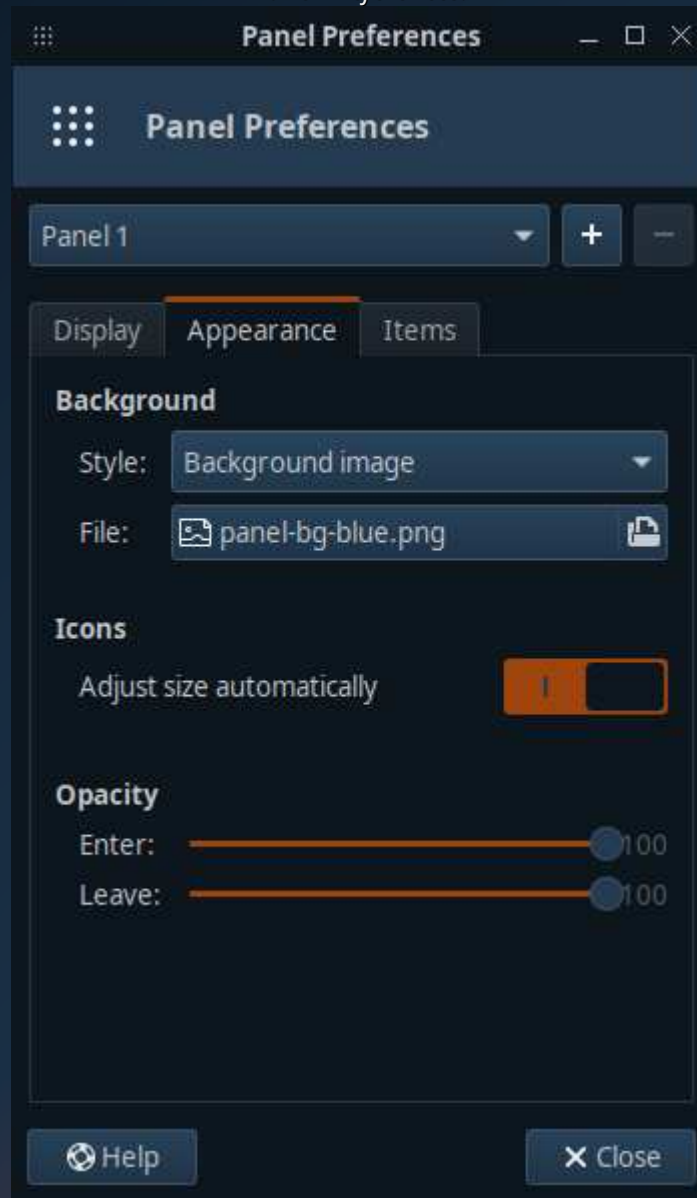 Panel Preferences
Panel Preferences
Panel 1
Display Appearance Items
Background
Style: Background image
File: panel-bg-blue.png
Icons
Adjust size automatically
Opacity
Enter: 100
Leave: 100
Help Close